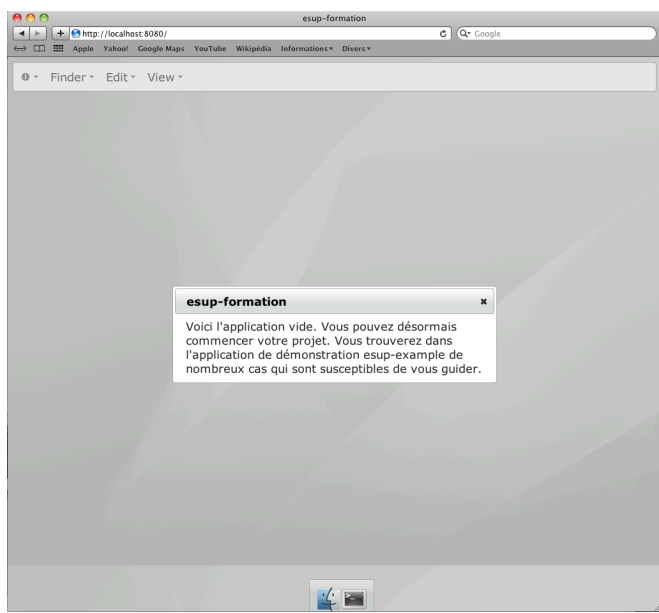 esup-formation
http://localhost:8080/
Google
Apple Yahoo! Google Maps YouTube Wikipédia Informations Divers
Finder Edit View
esup-formation
Voici l'application vide. Vous pouvez désormais
commencer votre projet. Vous trouverez dans
l'application de démonstration esup-example de
nombreux cas qui sont susceptibles de vous guider.